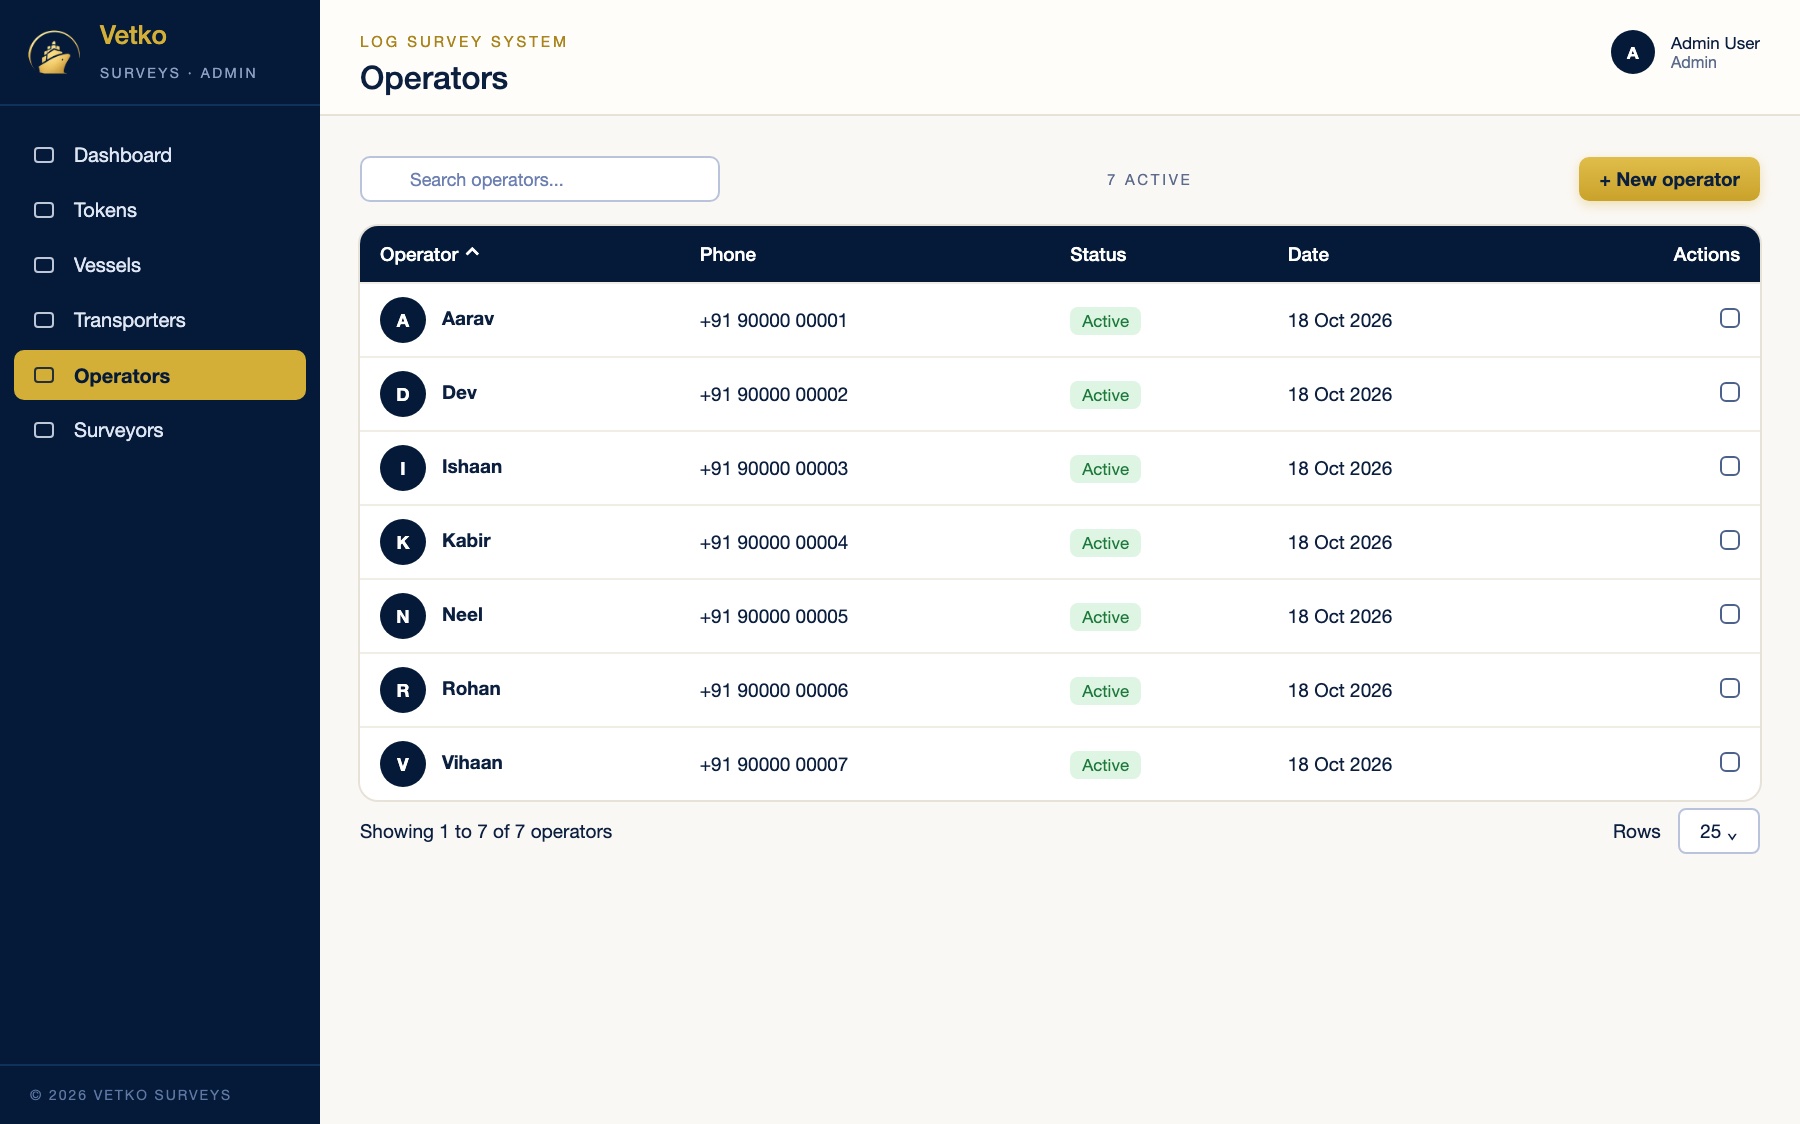 Vetko
SURVEYS · ADMIN
Dashboard
Tokens
Vessels
Transporters
Operators
Surveyors
© 2026 VETKO SURVEYS
LOG SURVEY SYSTEM
Operators
A
Admin User
Admin
Search operators...
7 ACTIVE
+ New operator
Operator Phone Status Date Actions
A Aarav +91 90000 00001 Active 18 Oct 2026
D Dev +91 90000 00002 Active 18 Oct 2026
I Ishaan +91 90000 00003 Active 18 Oct 2026
K Kabir +91 90000 00004 Active 18 Oct 2026
N Neel +91 90000 00005 Active 18 Oct 2026
R Rohan +91 90000 00006 Active 18 Oct 2026
V Vihaan +91 90000 00007 Active 18 Oct 2026
Showing 1 to 7 of 7 operators
Rows 25